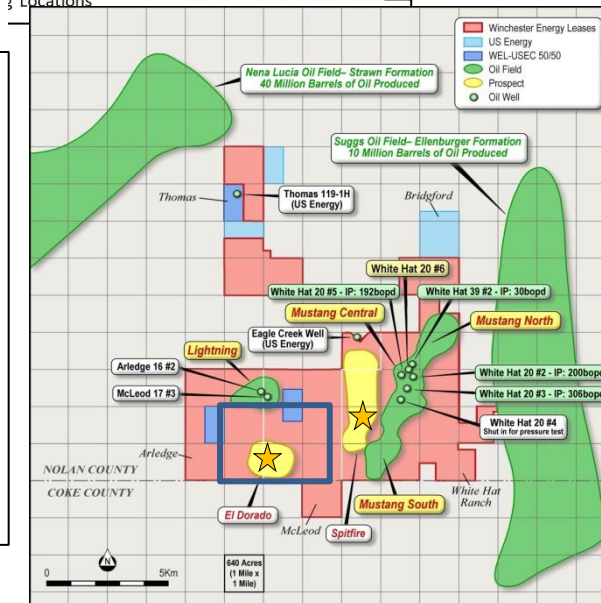 g Locations
Winchester Energy Leases
US Energy
WEL-USEC 50/50
Oil Field
Prospect
Oil Well
Nena Lucia Oil Field– Strawn Formation
40 Million Barrels of Oil Produced
Suggs Oil Field– Ellenburger Formation
10 Million Barrels of Oil Produced
Thomas
Thomas 119-1H
(US Energy)
Bridgford
White Hat 20 #6
White Hat 20 #5 - IP: 192bopd
White Hat 39 #2 - IP: 30bopd
Mustang Central
Mustang North
Eagle Creek Well
(US Energy)
Lightning
Arledge 16 #2
McLeod 17 #3
White Hat 20 #2 - IP: 200bopd
White Hat 20 #3 - IP: 306bopd
White Hat 20 #4
Shut in for pressure test
Arledge
NOLAN COUNTY
COKE COUNTY
El Dorado
McLeod
Spitfire
Mustang South
White Hat
Ranch
N
0
5Km
640 Acres
(1 Mile x
1 Mile)